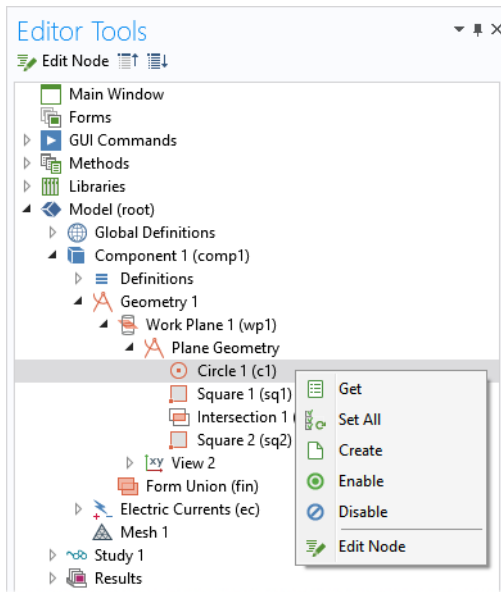 Editor Tools
Edit Node
Main Window
Forms
GUI Commands
Methods
Libraries
Model (root)
Global Definitions
Component 1 (comp1)
Definitions
Geometry 1
Work Plane 1 (wp1)
Plane Geometry
Circle 1 (c1)
Square 1 (sq1)
Intersection 1 (
Square 2 (sq2)
xy View 2
Form Union (fin)
Electric Currents (ec)
Mesh 1
Study 1
Results
Get
Set All
Create
Enable
Disable
Edit Node